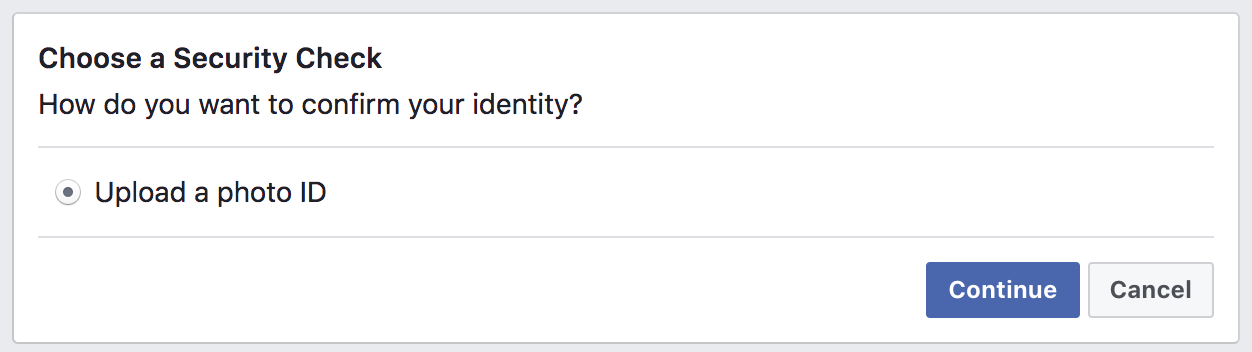 Choose a Security Check
How do you want to confirm your identity?
Upload a photo ID
Continue Cancel